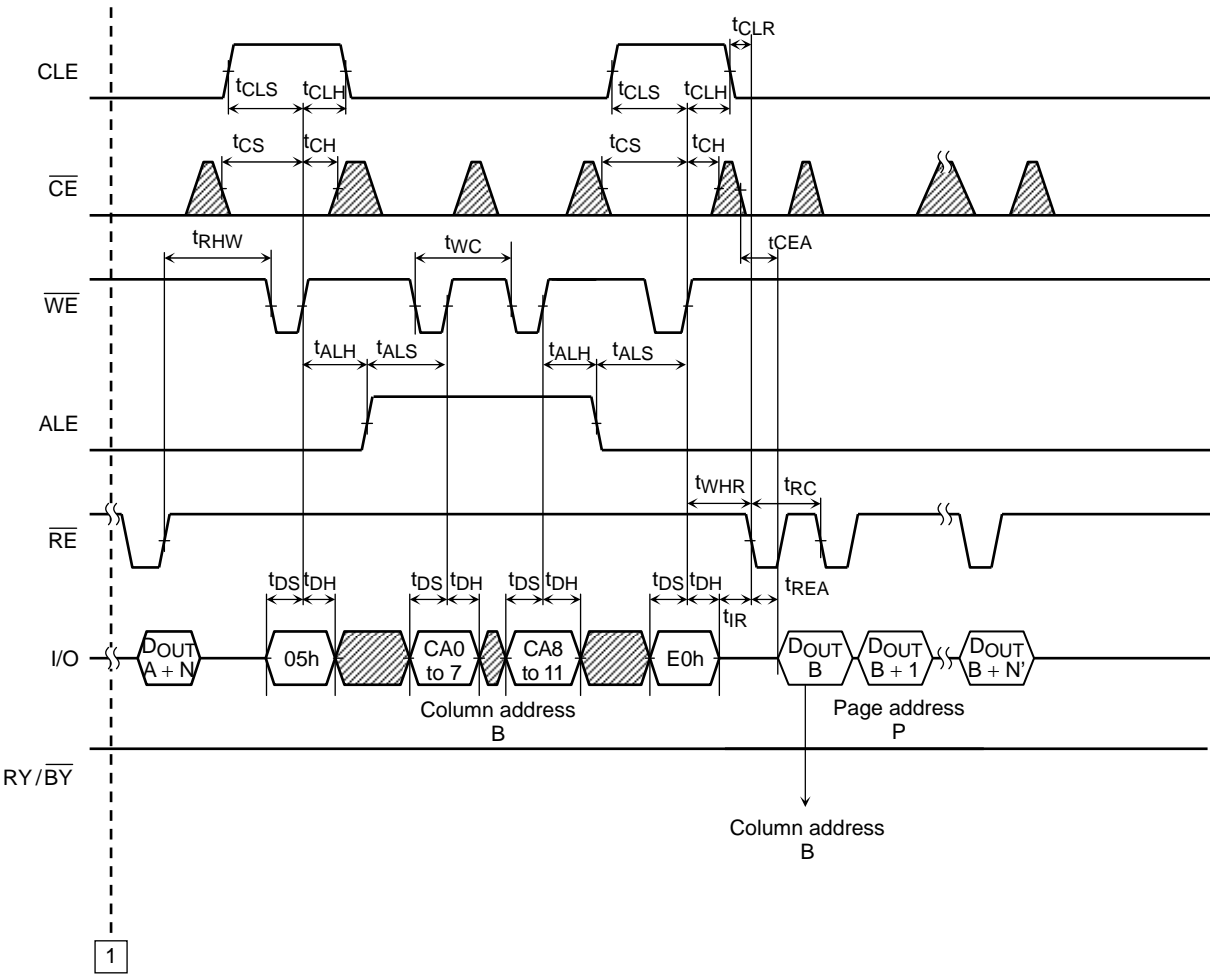 tCLR
CLE
tCLS tCLH tCLS tCLH
tCS tCH tCS tCH
CE
tRHW tWC tCEA
WE
tALH tALS tALH tALS
ALE
tWHR tRC
RE
tDS tDH tDS tDH tDS tDH tDS tDH tREA
tIR
I/O
DOUT
A + N
05h
CA0
to 7
CA8
to 11
E0h
DOUT
B
DOUT
B + 1
DOUT
B + N'
Column address
B
Page address
P
RY/BY
Column address
B
1